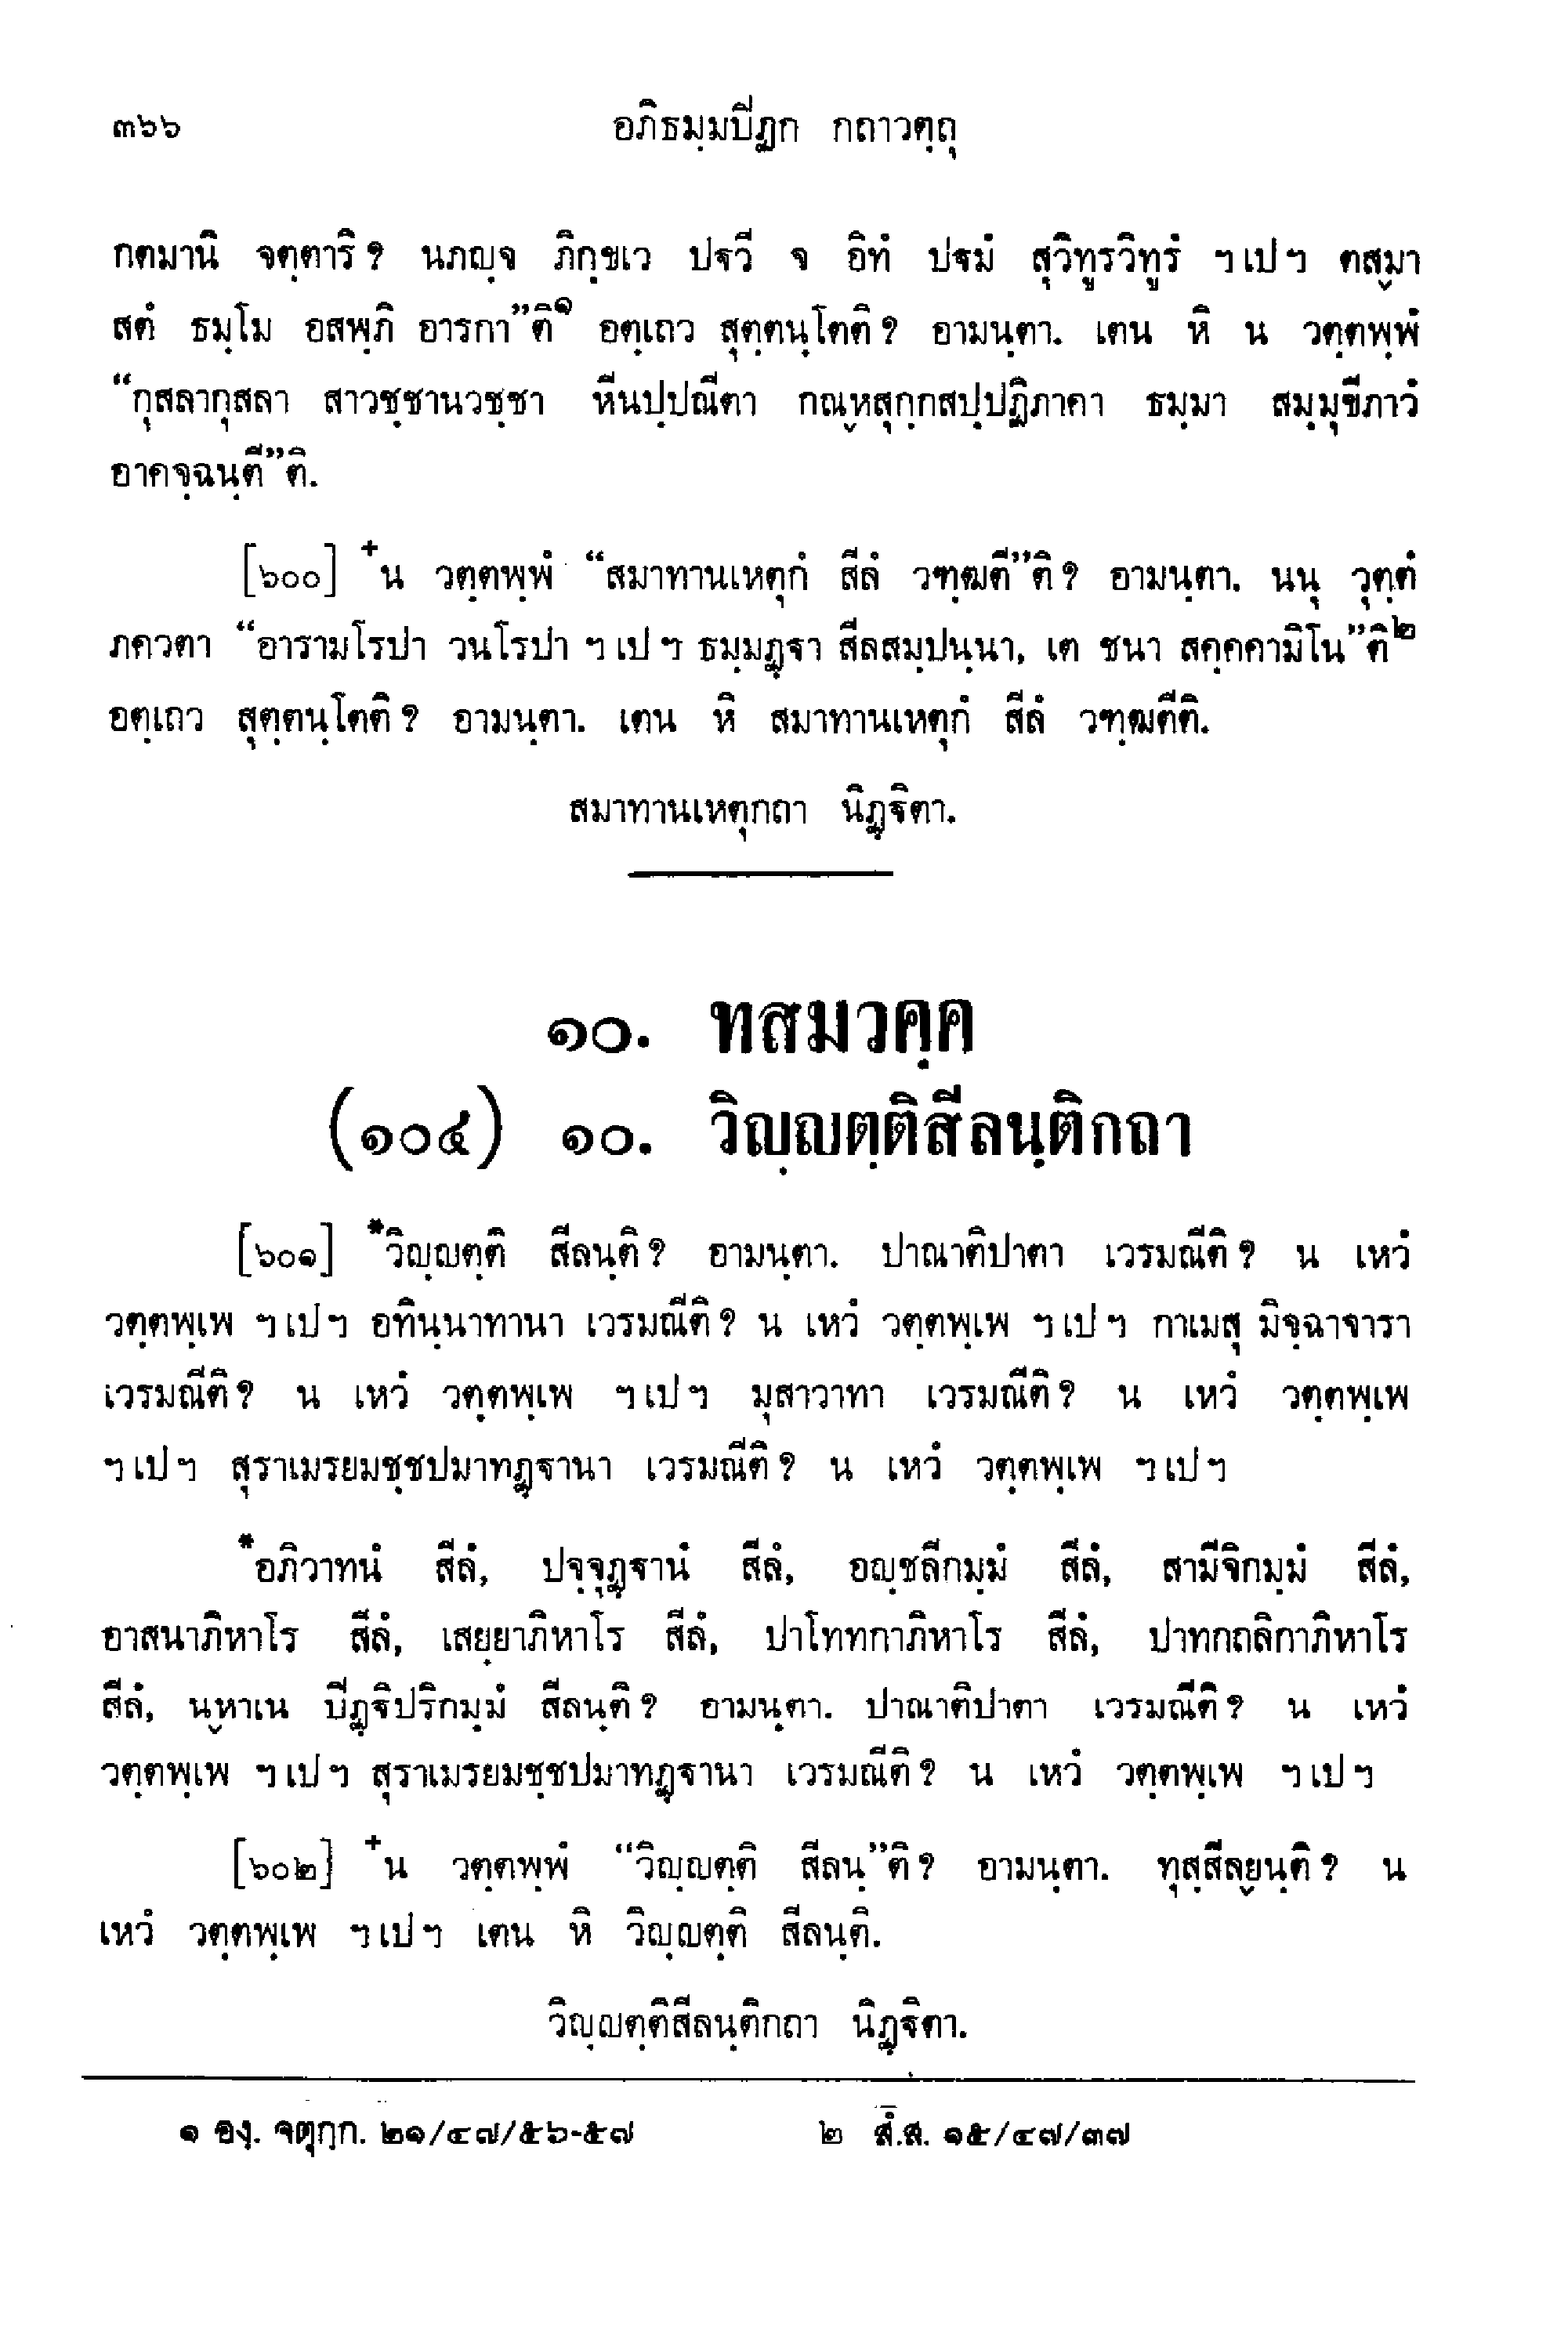 ๓๖๖ อภิธมฺมปีฏก กถาวตฺถุ
กตมานิ จตฺตาริ? นภญฺจ ภิกฺขเว ปฐวี จ อิทํ ปฐมํ สุวิทูรวิทูรํ ฯเปฯ ตสฺมา
สตํ ธมฺโม อสพฺภิ อารกา”ติ๑ อตฺเถว สุตฺตนฺโตติ? อามนฺตา. เตน หิ น วตฺตพฺพํ
“กุสลากุสลา สาวชฺชานวชฺชา หีนปฺปณีตา กณฺหสุกฺกสปฺปฏิภาคา ธมฺมา สมฺมุขีภาวํ
อาคจฺฉนฺตี”ติ.
[๖๐๐] +น วตฺตพฺพํ “สมาทานเหตุกํ สีลํ วฑฺฒตี”ติ? อามนฺตา. นนุ วุตฺตํ
ภควตา “อารามโรปา วนโรปา ฯเปฯ ธมฺมฏฺฐา สีลสมฺปนฺนา, เต ชนา สคฺคคามิโน”ติ๒
อตฺเถว สุตฺตนฺโตติ? อามนฺตา. เตน หิ สมาทานเหตุกํ สีลํ วฑฺฒตีติ.
สมาทานเหตุกถา นิฏฺฐิตา.
๑๐. ทสมวคฺค
(๑๐๔) ๑๐. วิญฺญตฺติสีลนฺติกถา
[๖๐๑] *วิญฺญตฺติ สีลนฺติ? อามนฺตา. ปาณาติปาตา เวรมณีติ? น เหวํ
วตฺตพฺเพ ฯเปฯ อทินฺนาทานา เวรมณีติ? น เหวํ วตฺตพฺเพ ฯเปฯ กาเมสุ มิจฺฉาจารา
เวรมณีติ? น เหวํ วตฺตพฺเพ ฯเปฯ มุสาวาทา เวรมณีติ? น เหวํ วตฺตพฺเพ
ฯเปฯ สุราเมรยมชฺชปมาทฏฺฐานา เวรมณีติ? น เหวํ วตฺตพฺเพ ฯเปฯ
*อภิวาทนํ สีลํ, ปจฺจุฏฺฐานํ สีลํ, อญฺชลีกมฺมํ สีลํ, สามีจิกมฺมํ สีลํ,
อาสนาภิหาโร สีลํ, เสยฺยาภิหาโร สีลํ, ปาโททกาภิหาโร สีลํ, ปาทกถลิกาภิหาโร
สีลํ, นฺหาเน ปีฏฺฐิปริกมฺมํ สีลนฺติ? อามนฺตา. ปาณาติปาตา เวรมณีติ? น เหวํ
วตฺตพฺเพ ฯเปฯ สุราเมรยมชฺชปมาทฏฺฐานา เวรมณีติ? น เหวํ วตฺตพฺเพ ฯเปฯ
[๖๐๒] +น วตฺตพฺพํ “วิญฺญตฺติ สีลนฺ”ติ? อามนฺตา. ทุสฺสีลฺยนฺติ? น
เหวํ วตฺตพฺเพ ฯเปฯ เตน หิ วิญฺญตฺติ สีลนฺติ.
วิญฺญตฺติสีลนฺติกถา นิฏฺฐิตา.
๑ องฺ. จตุกฺก. ๒๑/๔๗/๕๖-๕๗ ๒ สํ.ส. ๑๕/๔๗/๓๗